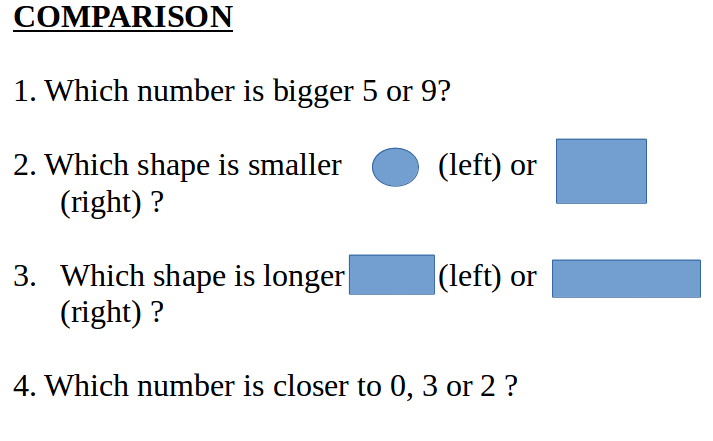 COMPARISON
1. Which number is bigger 5 or 9?
2. Which shape is smaller (left) or
(right) ?
3. Which shape is longer (left) or
(right) ?
4. Which number is closer to 0, 3 or 2 ?